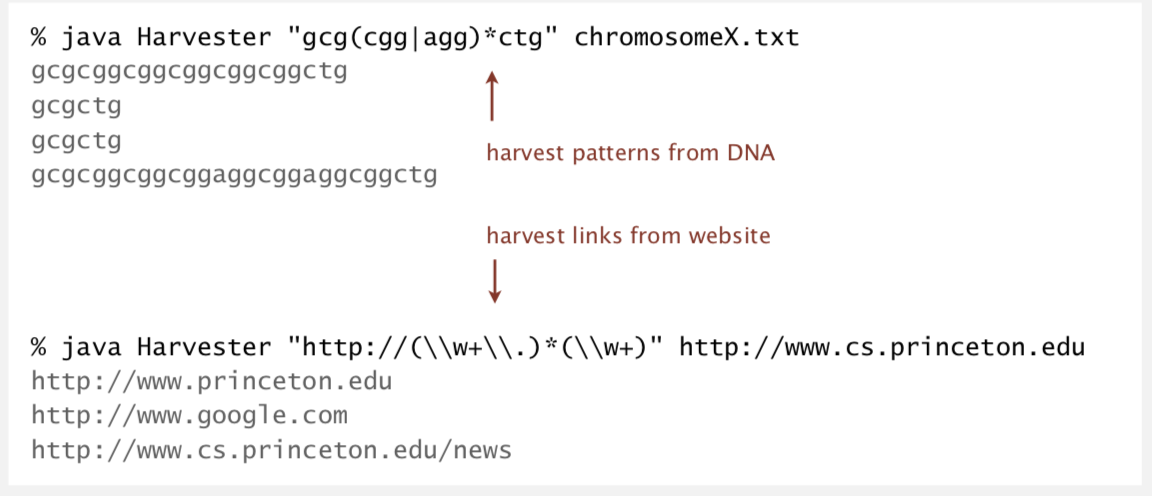 % java Harvester "gcg(cgg|agg)*ctg" chromosomeX.txt
gcgcggcggcggcggcggctg
gcgctg
gcgctg
gcgcggcggcggaggcggaggcggctg
harvest patterns from DNA
harvest links from website
% java Harvester "http://(\\w+\\.)*(\\w+)" http://www.cs.princeton.edu
http://www.princeton.edu
http://www.google.com
http://www.cs.princeton.edu/news